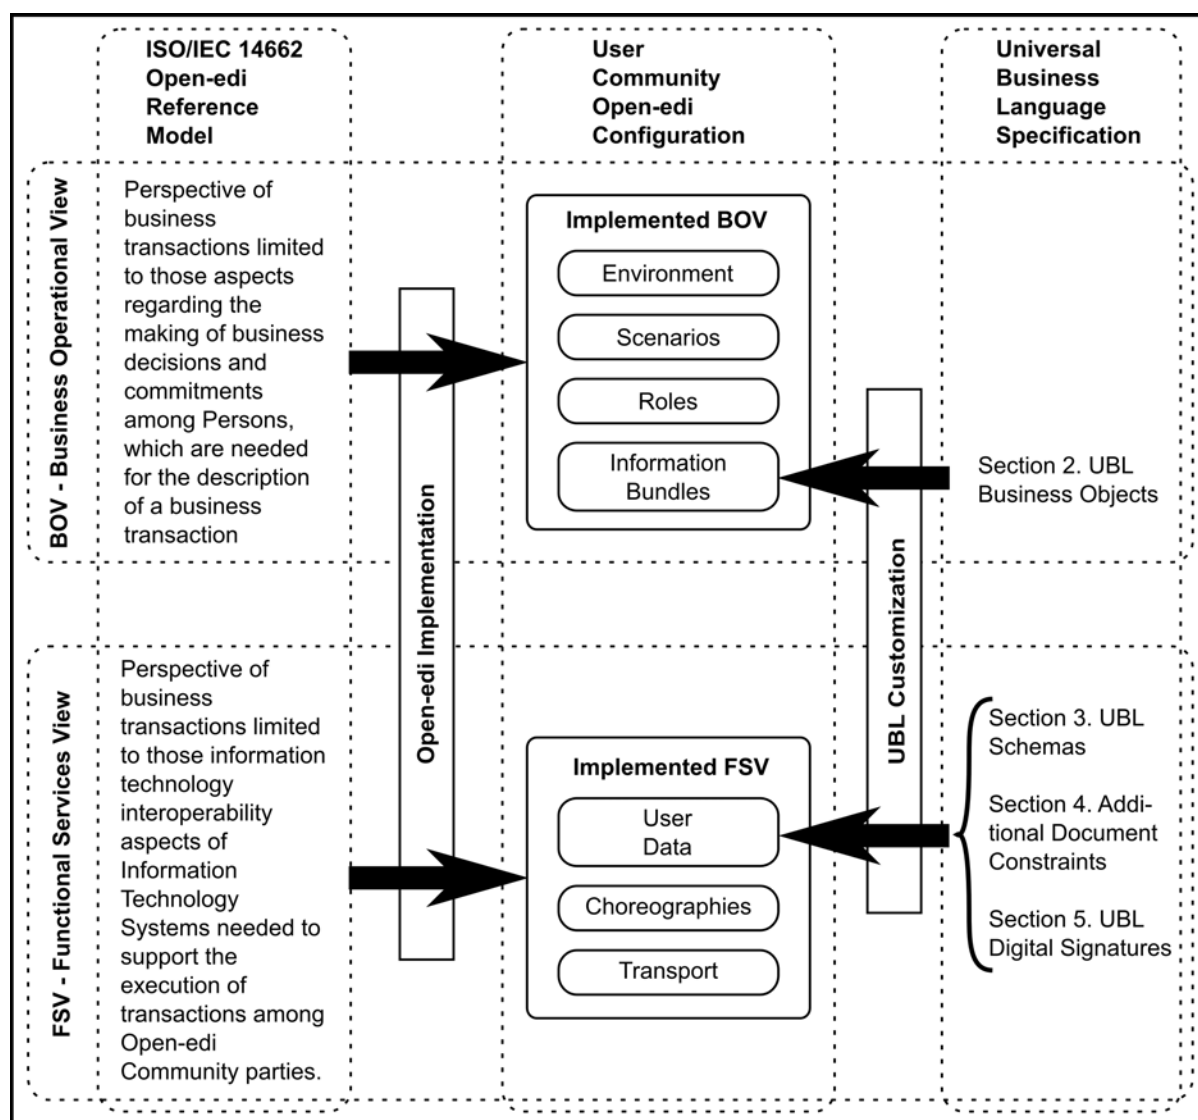 ISO/IEC 14662
Open-edi
Reference
Model
User
Community
Open-edi
Configuration
Universal
Business
Language
Specification
BOV - Business Operational View
Perspective of
business
transactions limited
to those aspects
regarding the
making of business
decisions and
commitments
among Persons,
which are needed
for the description
of a business
transaction
Open-edi Implementation
Implemented BOV
Environment
Scenarios
Roles
Information
Bundles
UBL Customization
Section 2. UBL
Business Objects
FSV - Functional Services View
Perspective of
business
transactions limited
to those information
technology
interoperability
aspects of
Information
Technology
Systems needed to
support the
execution of
transactions among
Open-edi
Community parties.
Implemented FSV
User
Data
Choreographies
Transport
Section 3. UBL
Schemas
Section 4. Addi-
tional Document
Constraints
Section 5. UBL
Digital Signatures